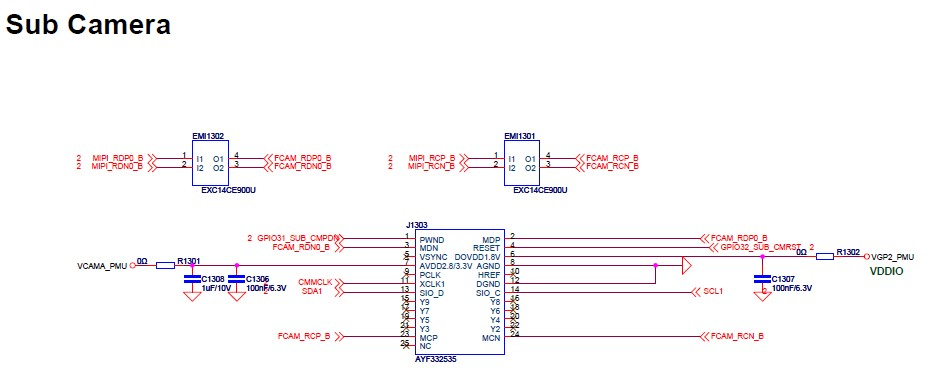 Sub Camera
EMI1302
EMI1301
2 MIPI_RDP0_B 1 I1 O1 4 FCAM_RDP0_B
2 MIPI_RDN0_B 2 I2 O2 3 FCAM_RDN0_B
2 MIPI_RCP_B 1 I1 O1 4 FCAM_RCP_B
2 MIPI_RCN_B 2 I2 O2 3 FCAM_RCN_B
EXC14CE900U
EXC14CE900U
J1303
2 GPIO31_SUB_CMPDN 1 PWND MDP 2 FCAM_RDP0_B
FCAM_RDN0_B 3 MDN RESET 4 GPIO32_SUB_CMRST 2
5 VSYNC DOVDD1.8V 6 0Ω R1302 VGP2_PMU
VCAMA_PMU 0Ω R1301 7 AVDD2.8/3.3V AGND 8
VDDIO
9 PCLK HREF 10
C1308 C1306 CMMCLK 11 XCLK1 DGND 12 C1307
1uF/10V 100nF/6.3V SDA1 13 SIO_D SIO_C 14 SCL1 100nF/6.3V
15 Y9 Y8 16
17 Y7 Y6 18
19 Y5 Y4 20
21 Y3 Y2 22
FCAM_RCP_B 23 MCP MCN 24 FCAM_RCN_B
25 NC
AYF332535